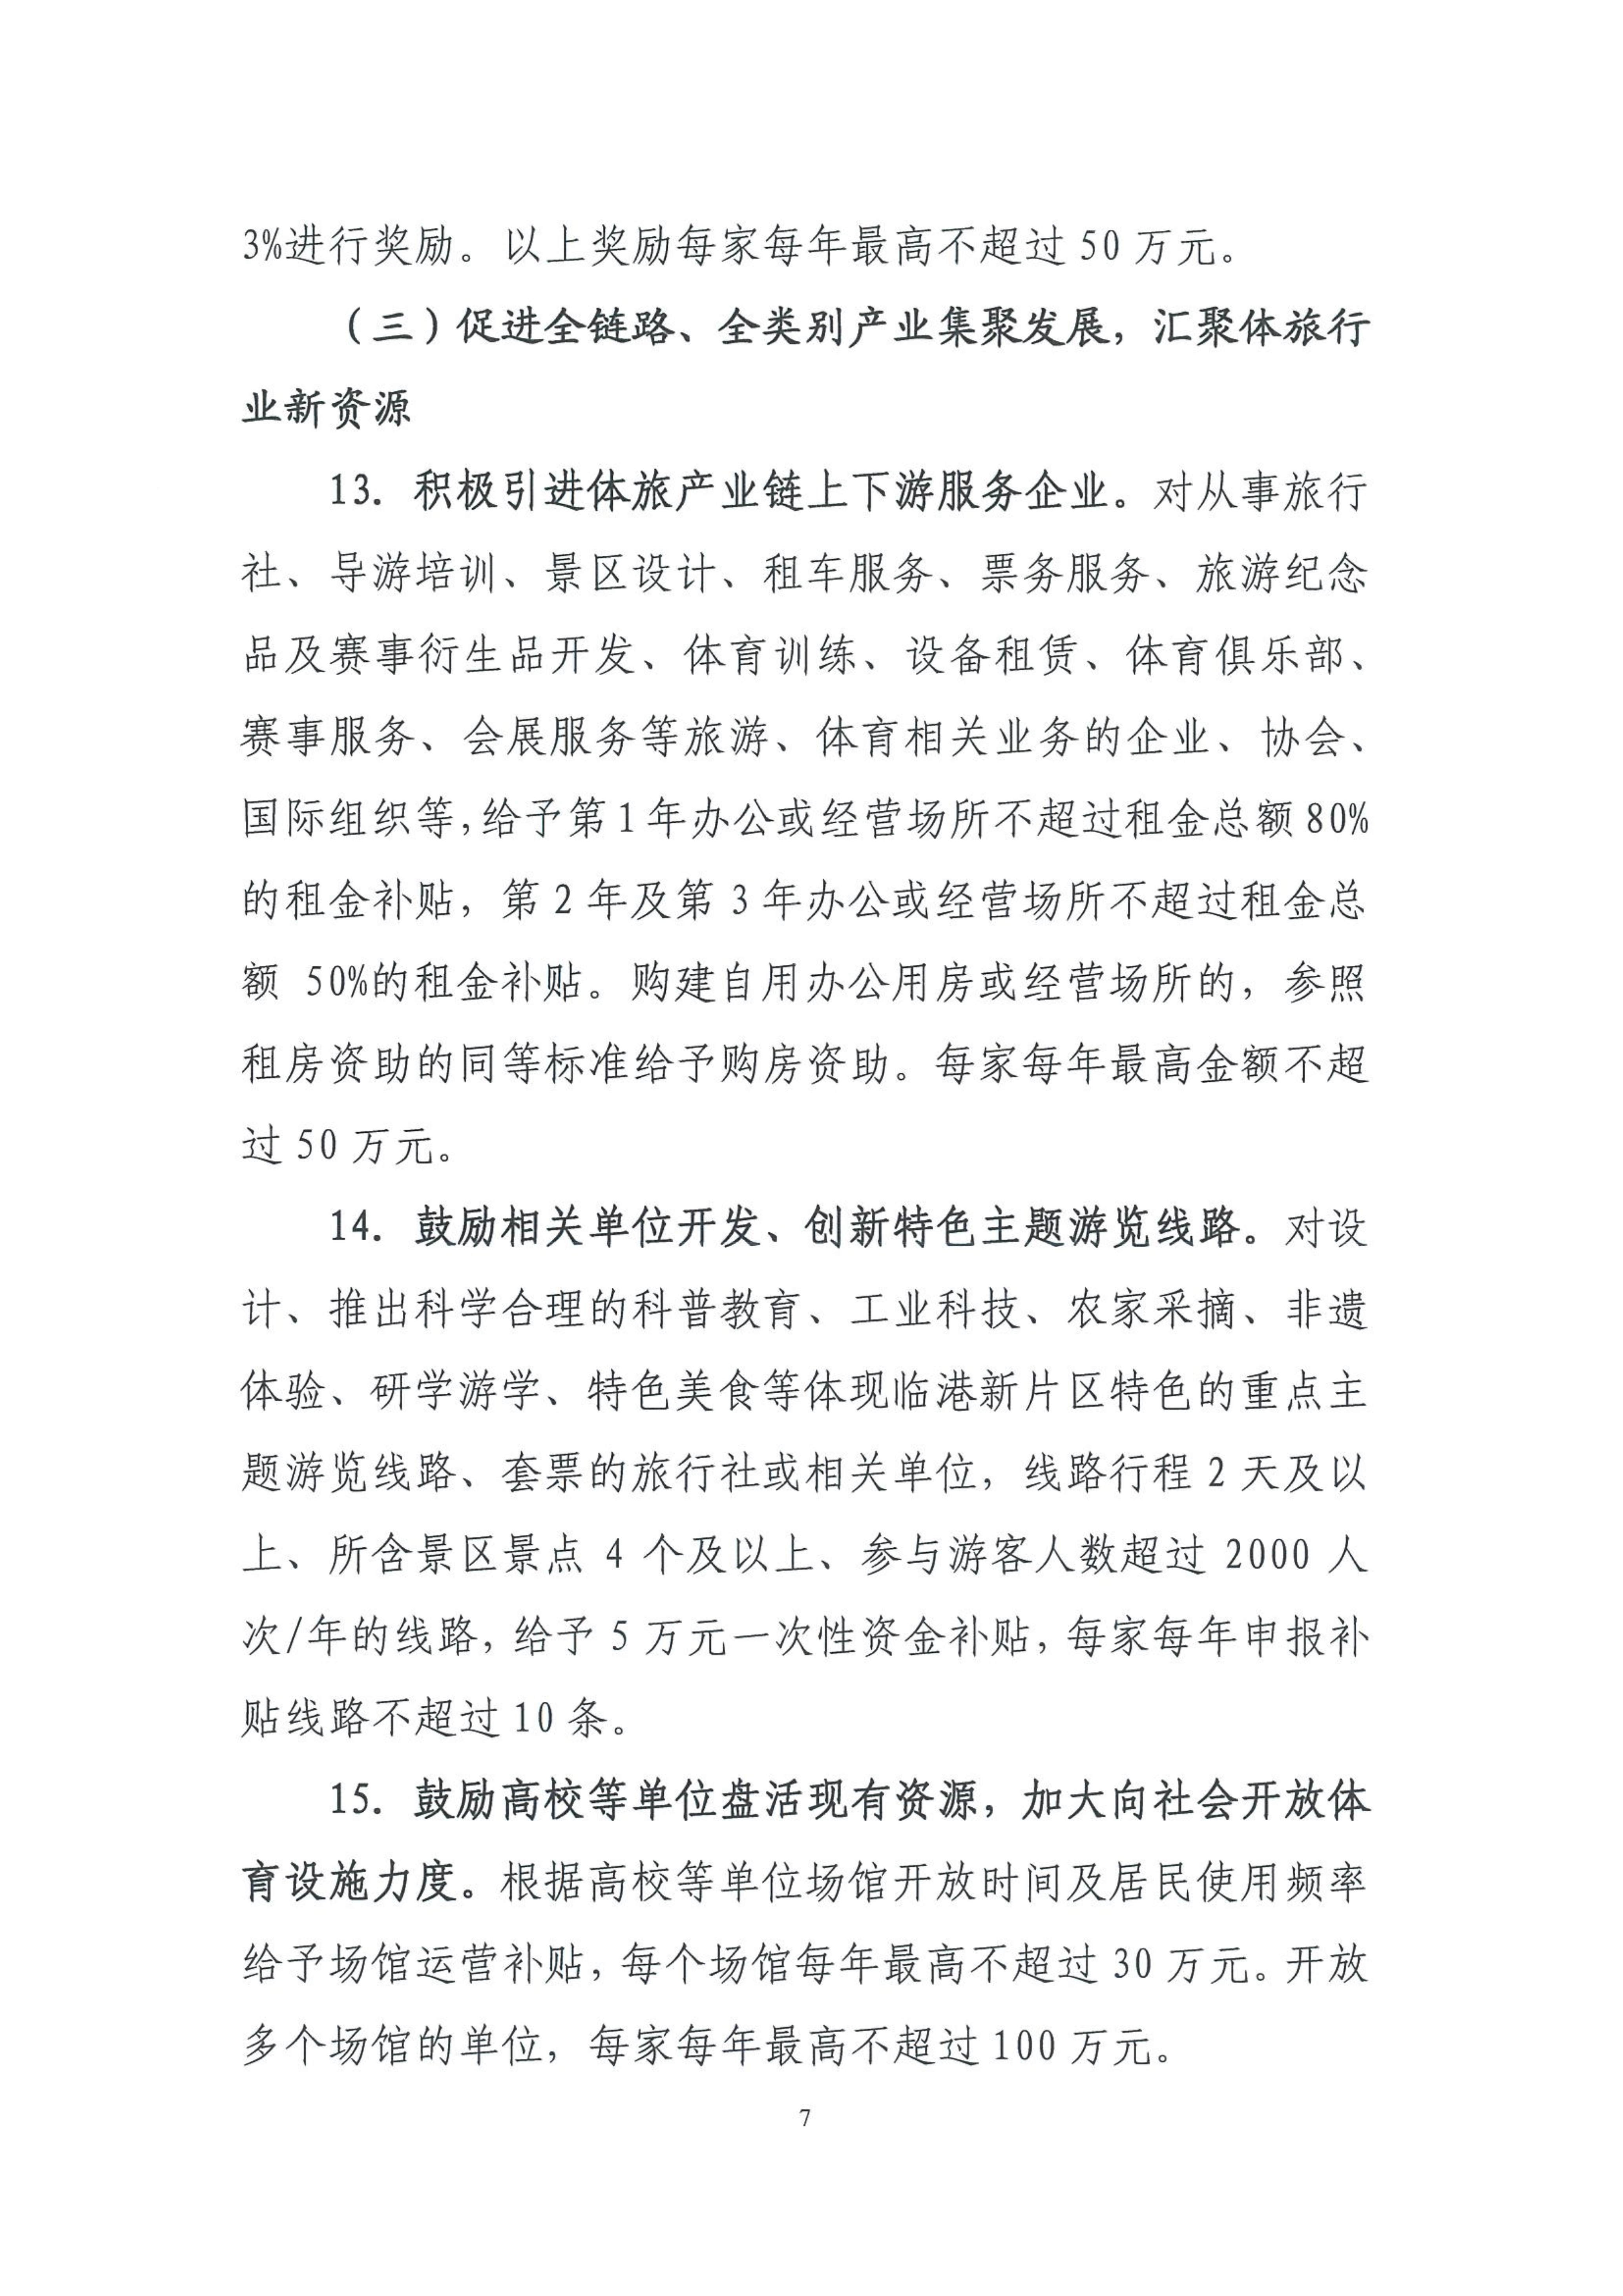 3%进行奖励。以上奖励每家每年最高不超过 50 万元。
（三）促进全链路、全类别产业集聚发展，汇聚体旅行
业新资源
13. 积极引进体旅产业链上下游服务企业。对从事旅行
社、导游培训、景区设计、租车服务、票务服务、旅游纪念
品及赛事衍生品开发、体育训练、设备租赁、体育俱乐部、
赛事服务、会展服务等旅游、体育相关业务的企业、协会、
国际组织等，给予第 1 年办公或经营场所不超过租金总额 80%
的租金补贴，第 2 年及第 3 年办公或经营场所不超过租金总
额 50%的租金补贴。购建自用办公用房或经营场所的，参照
租房资助的同等标准给予购房资助。每家每年最高金额不超
过 50 万元。
14. 鼓励相关单位开发、创新特色主题游览线路。对设
计、推出科学合理的科普教育、工业科技、农家采摘、非遗
体验、研学游学、特色美食等体现临港新片区特色的重点主
题游览线路、套票的旅行社或相关单位，线路行程 2 天及以
上、所含景区景点 4 个及以上、参与游客人数超过 2000 人
次/年的线路，给予 5 万元一次性资金补贴，每家每年申报补
贴线路不超过 10 条。
15. 鼓励高校等单位盘活现有资源，加大向社会开放体
育设施力度。根据高校等单位场馆开放时间及居民使用频率
给予场馆运营补贴，每个场馆每年最高不超过 30 万元。开放
多个场馆的单位，每家每年最高不超过 100 万元。
7